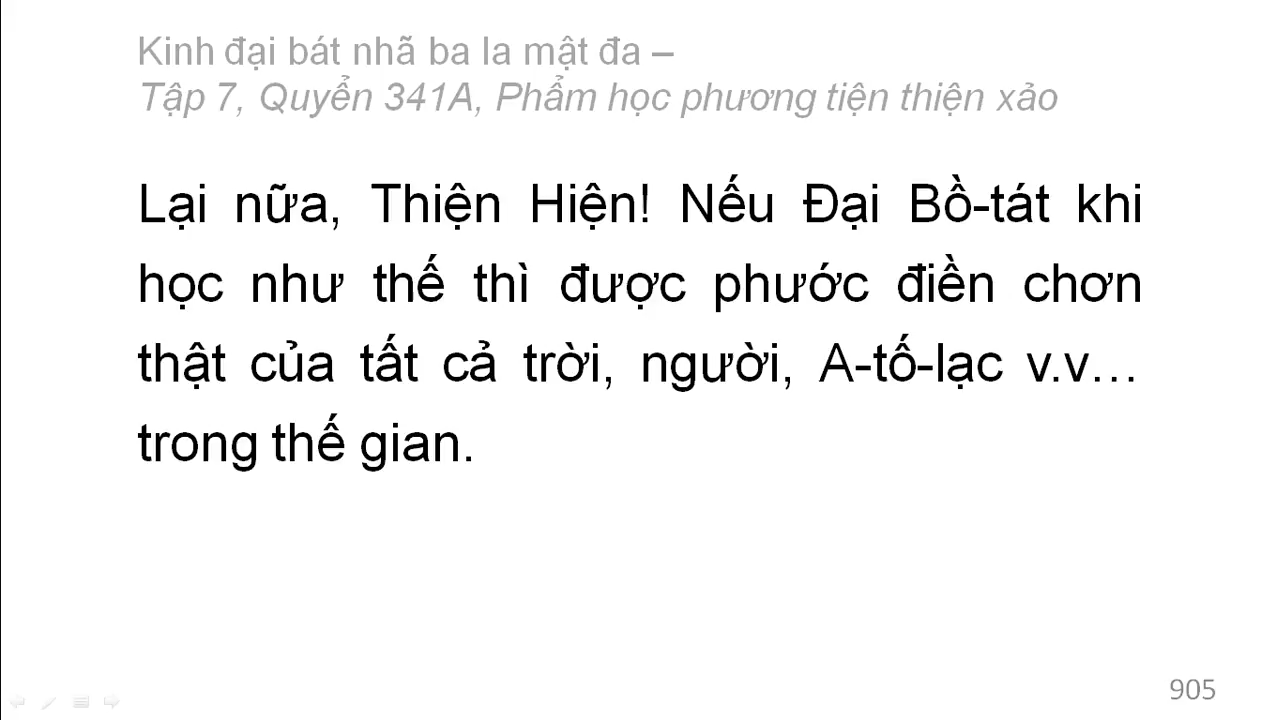 Kinh đại bát nhã ba la mật đa –
Tập 7, Quyển 341A, Phẩm học phương tiện thiện xảo
Lại nữa, Thiện Hiện! Nếu Đại Bồ-tát khi
học như thế thì được phước điền chơn
thật của tất cả trời, người, A-tố-lạc v.v…
trong thế gian.
905